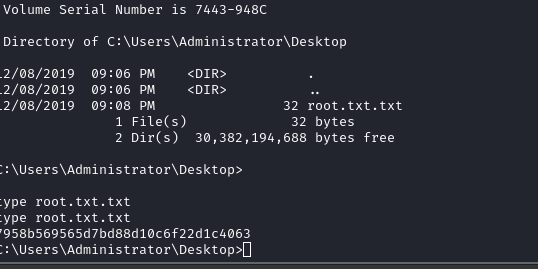 Volume Serial Number is 7443-948C
Directory of C:\Users\Administrator\Desktop
12/08/2019 09:06 PM <DIR> .
12/08/2019 09:06 PM <DIR> ..
12/08/2019 09:08 PM 32 root.txt.txt
1 File(s) 32 bytes
2 Dir(s) 30,382,194,688 bytes free
C:\Users\Administrator\Desktop>
type root.txt.txt
type root.txt.txt
7958b569565d7bd88d10c6f22d1c4063
C:\Users\Administrator\Desktop>